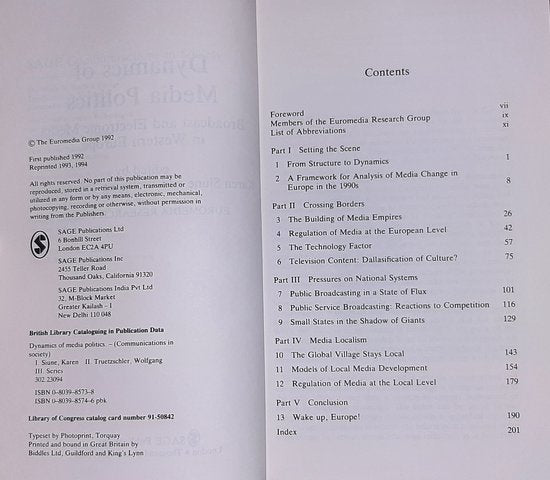 © The Euromedia Group 1992
First published 1992
Reprinted 1993, 1994
All rights reserved. No part of this publication may be
reproduced, stored in a retrieval system, transmitted or
utilized in any form or by any means, electronic, mechanical,
photocopying, recording or otherwise, without permission in
writing from the Publishers.
SAGE Publications Ltd
6 Bonhill Street
London EC2A 4PU
SAGE Publications Inc
2455 Teller Road
Thousand Oaks, California 91320
SAGE Publications India Pvt Ltd
32, M-Block Market
Greater Kailash – I
New Delhi 110 048
British Library Cataloguing in Publication Data
Dynamics of media politics. – (Communications in
society)
I. Siune, Karen II. Truetzschler, Wolfgang
III. Series
302.23094
ISBN 0-8039-8573-8
ISBN 0-8039-8574-6 pbk
Library of Congress catalog card number 91-50842
Typeset by Photoprint, Torquay
Printed and bound in Great Britain by
Biddles Ltd, Guildford and King's Lynn
Contents
Foreword vii
Members of the Euromedia Research Group ix
List of Abbreviations xi
Part I Setting the Scene
1 From Structure to Dynamics 1
2 A Framework for Analysis of Media Change in
Europe in the 1990s 8
Part II Crossing Borders
3 The Building of Media Empires 26
4 Regulation of Media at the European Level 42
5 The Technology Factor 57
6 Television Content: Dallasification of Culture? 75
Part III Pressures on National Systems
7 Public Broadcasting in a State of Flux 101
8 Public Service Broadcasting: Reactions to Competition 116
9 Small States in the Shadow of Giants 129
Part IV Media Localism
10 The Global Village Stays Local 143
11 Models of Local Media Development 154
12 Regulation of Media at the Local Level 179
Part V Conclusion
13 Wake up, Europe! 190
Index 201